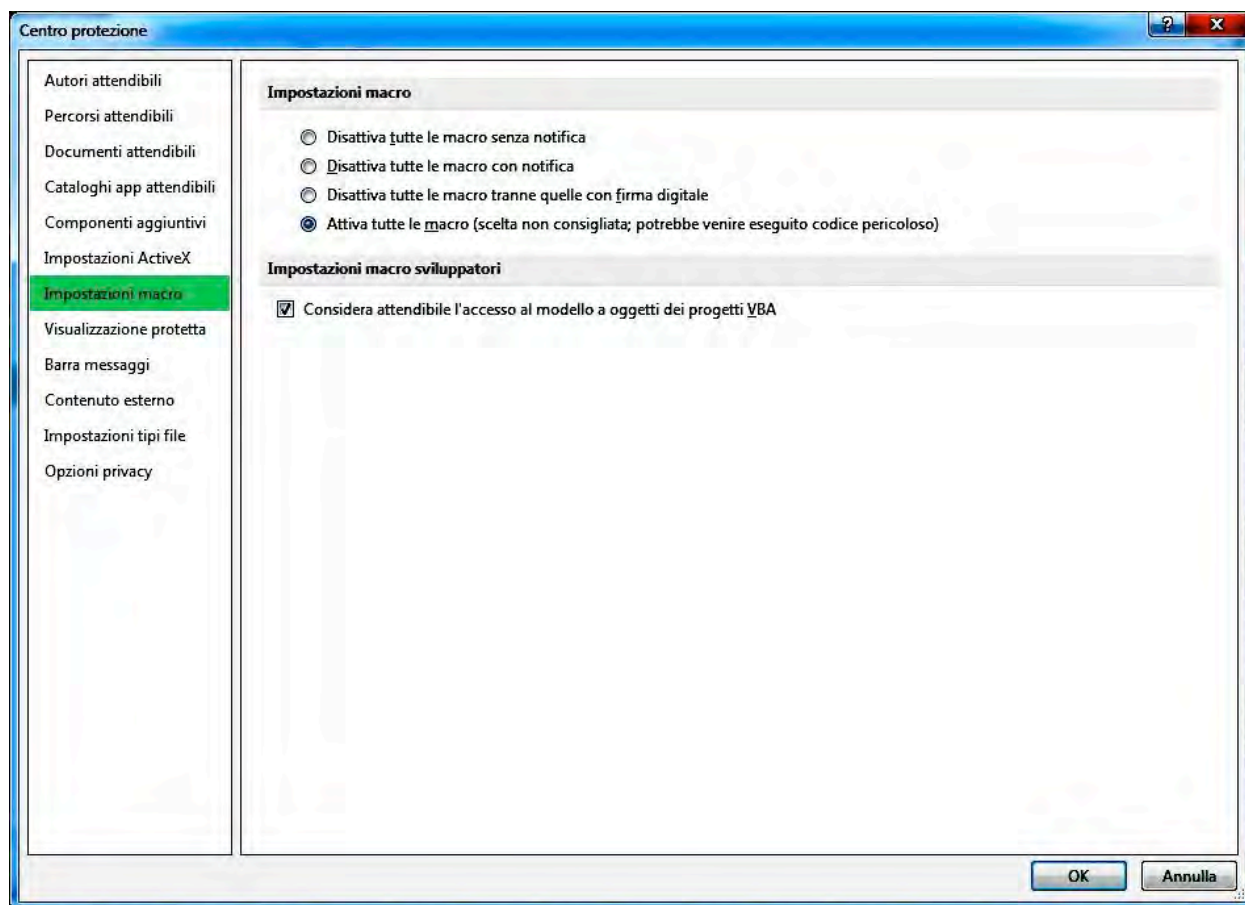 Centro protezione
Autori attendibili
Percorsi attendibili
Documenti attendibili
Cataloghi app attendibili
Componenti aggiuntivi
Impostazioni ActiveX
Impostazioni macro
Visualizzazione protetta
Barra messaggi
Contenuto esterno
Impostazioni tipi file
Opzioni privacy
Impostazioni macro
Disattiva tutte le macro senza notifica
Disattiva tutte le macro con notifica
Disattiva tutte le macro tranne quelle con firma digitale
Attiva tutte le macro (scelta non consigliata; potrebbe venire eseguito codice pericoloso)
Impostazioni macro sviluppatori
Considera attendibile l'accesso al modello a oggetti dei progetti VBA
OK
Annulla